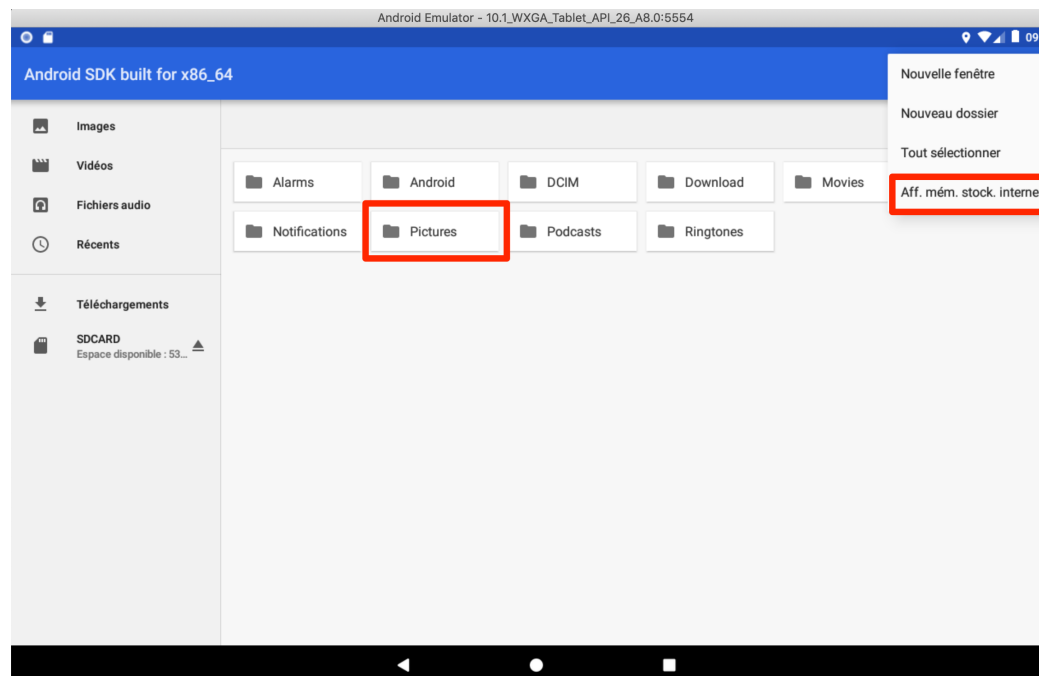 Android Emulator - 10.1_WXGA_Tablet_API_26_A8.0:5554
09
Android SDK built for x86_64
Nouvelle fenêtre
Nouveau dossier
Tout sélectionner
Aff. mém. stock. interne
Images
Vidéos
Fichiers audio
Récents
Téléchargements
SDCARD
Espace disponible : 53...
Alarms
Android
DCIM
Download
Movies
Notifications
Pictures
Podcasts
Ringtones